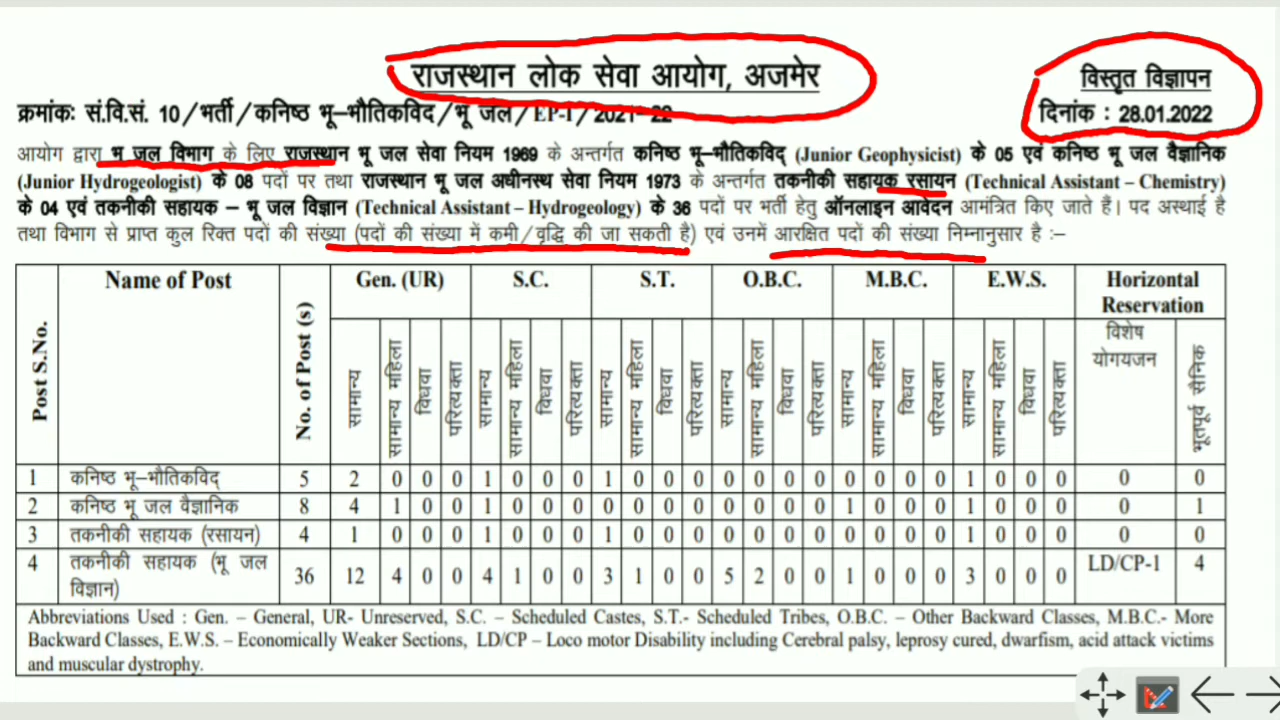 राजस्थान लोक सेवा आयोग, अजमेर
विस्तृत विज्ञापन
क्रमांकः सं.वि.सं. 10/भर्ती/कनिष्ठ भू–भौतिकविद/भू जल/EP-I/2021-22
दिनांक : 28.01.2022
आयोग द्वारा भू जल विभाग के लिए राजस्थान भू जल सेवा नियम 1969 के अन्तर्गत कनिष्ठ भू–भौतिकविद् (Junior Geophysicist) के 05 एवं कनिष्ठ भू जल वैज्ञानिक
(Junior Hydrogeologist) के 08 पदों पर तथा राजस्थान भू जल अधीनस्थ सेवा नियम 1973 के अन्तर्गत तकनीकी सहायक रसायन (Technical Assistant – Chemistry)
के 04 एवं तकनीकी सहायक – भू जल विज्ञान (Technical Assistant – Hydrogeology) के 36 पदों पर भर्ती हेतु ऑनलाइन आवेदन आमंत्रित किए जाते हैं। पद अस्थाई है
तथा विभाग से प्राप्त कुल रिक्त पदों की संख्या (पदों की संख्या में कमी/वृद्धि की जा सकती है) एवं उनमें आरक्षित पदों की संख्या निम्नानुसार है :–
Post S.No. Name of Post No. of Post (s) Gen. (UR) S.C. S.T. O.B.C. M.B.C. E.W.S. Horizontal Reservation
सामान्य सामान्य महिला विधवा परित्यक्ता सामान्य सामान्य महिला विधवा परित्यक्ता सामान्य सामान्य महिला विधवा परित्यक्ता सामान्य सामान्य महिला विधवा परित्यक्ता सामान्य सामान्य महिला विधवा परित्यक्ता सामान्य सामान्य महिला विधवा परित्यक्ता विशेष योगयजन भूतपूर्व सैनिक
1 कनिष्ठ भू–भौतिकविद् 5 2 0 0 0 1 0 0 0 1 0 0 0 0 0 0 0 0 0 0 0 1 0 0 0 0 0
2 कनिष्ठ भू जल वैज्ञानिक 8 4 1 0 0 1 0 0 0 0 0 0 0 0 0 0 0 1 0 0 0 1 0 0 0 0 1
3 तकनीकी सहायक (रसायन) 4 1 0 0 0 1 0 0 0 1 0 0 0 0 0 0 0 0 0 0 0 1 0 0 0 0 0
4 तकनीकी सहायक (भू जल विज्ञान) 36 12 4 0 0 4 1 0 0 3 1 0 0 5 2 0 0 1 0 0 0 3 0 0 0 LD/CP-1 4
Abbreviations Used : Gen. – General, UR- Unreserved, S.C. – Scheduled Castes, S.T.- Scheduled Tribes, O.B.C. – Other Backward Classes, M.B.C.- More
Backward Classes, E.W.S. – Economically Weaker Sections, LD/CP – Loco motor Disability including Cerebral palsy, leprosy cured, dwarfism, acid attack victims
and muscular dystrophy.